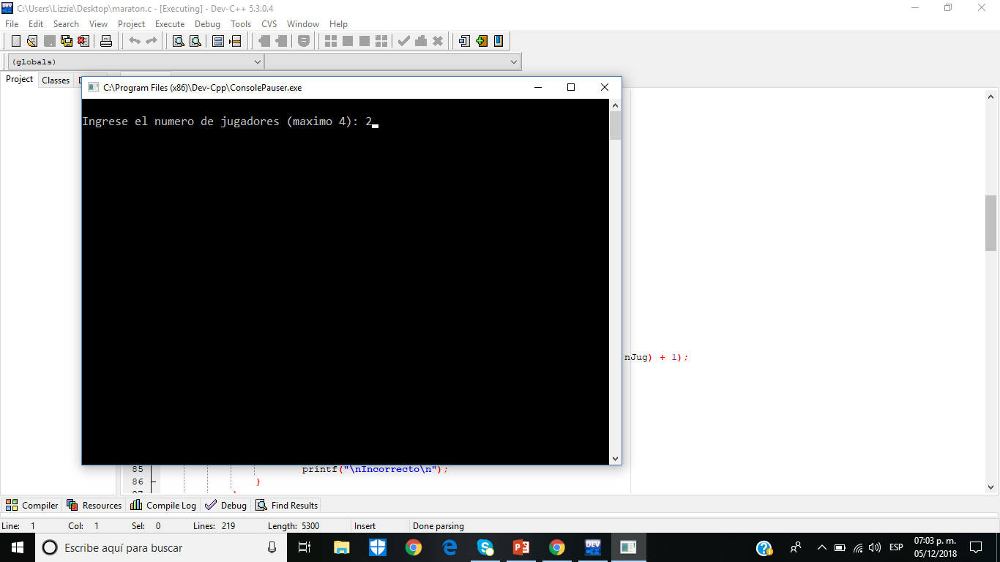 C:\Users\Lizzie\Desktop\maraton.c - [Executing] - Dev-C++ 5.3.0.4
File Edit Search View Project Execute Debug Tools CVS Window Help
(globals)
Project Classes
C:\Program Files (x86)\Dev-Cpp\ConsolePauser.exe
Ingrese el numero de jugadores (maximo 4): 2
nJug) + 1);
85 printf("\nIncorrecto\n");
86 }
Compiler Resources Compile Log Debug Find Results
Line: 1 Col: 1 Sel: 0 Lines: 219 Length: 5300 Insert Done parsing
Escribe aquí para buscar
ESP
07:03 p. m.
05/12/2018